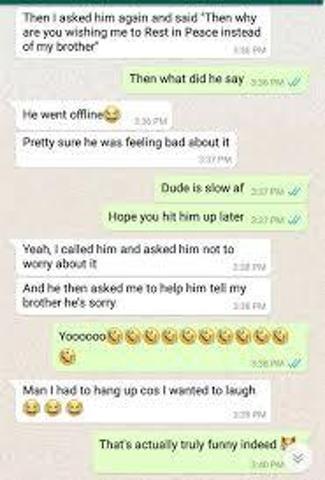 Then I asked him again and said "Then why
are you wishing me to Rest in Peace instead
of my brother"
3:36 PM
Then what did he say
3:36 PM
He went offline😂
3:36 PM
Pretty sure he was feeling bad about it
3:37 PM
Dude is slow af
3:37 PM
Hope you hit him up later
3:37 PM
Yeah, I called him and asked him not to
worry about it
3:38 PM
And he then asked me to help him tell my
brother he's sorry
3:38 PM
Yoooooo🤣🤣🤣🤣🤣🤣🤣🤣🤣🤣
🤣
3:38 PM
Man I had to hang up cos I wanted to laugh
😂😂😂
3:39 PM
That's actually truly funny indeed 😹
3:40 PM